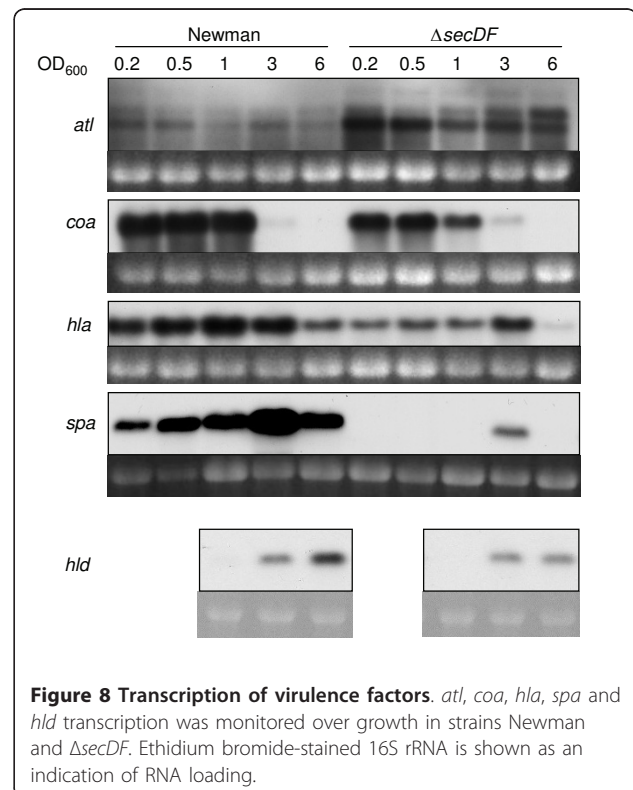 Newman ΔsecDF
OD600 0.2 0.5 1 3 6 0.2 0.5 1 3 6
atl
coa
hla
spa
hld
Figure 8 Transcription of virulence factors. atl, coa, hla, spa and
hld transcription was monitored over growth in strains Newman
and ΔsecDF. Ethidium bromide-stained 16S rRNA is shown as an
indication of RNA loading.